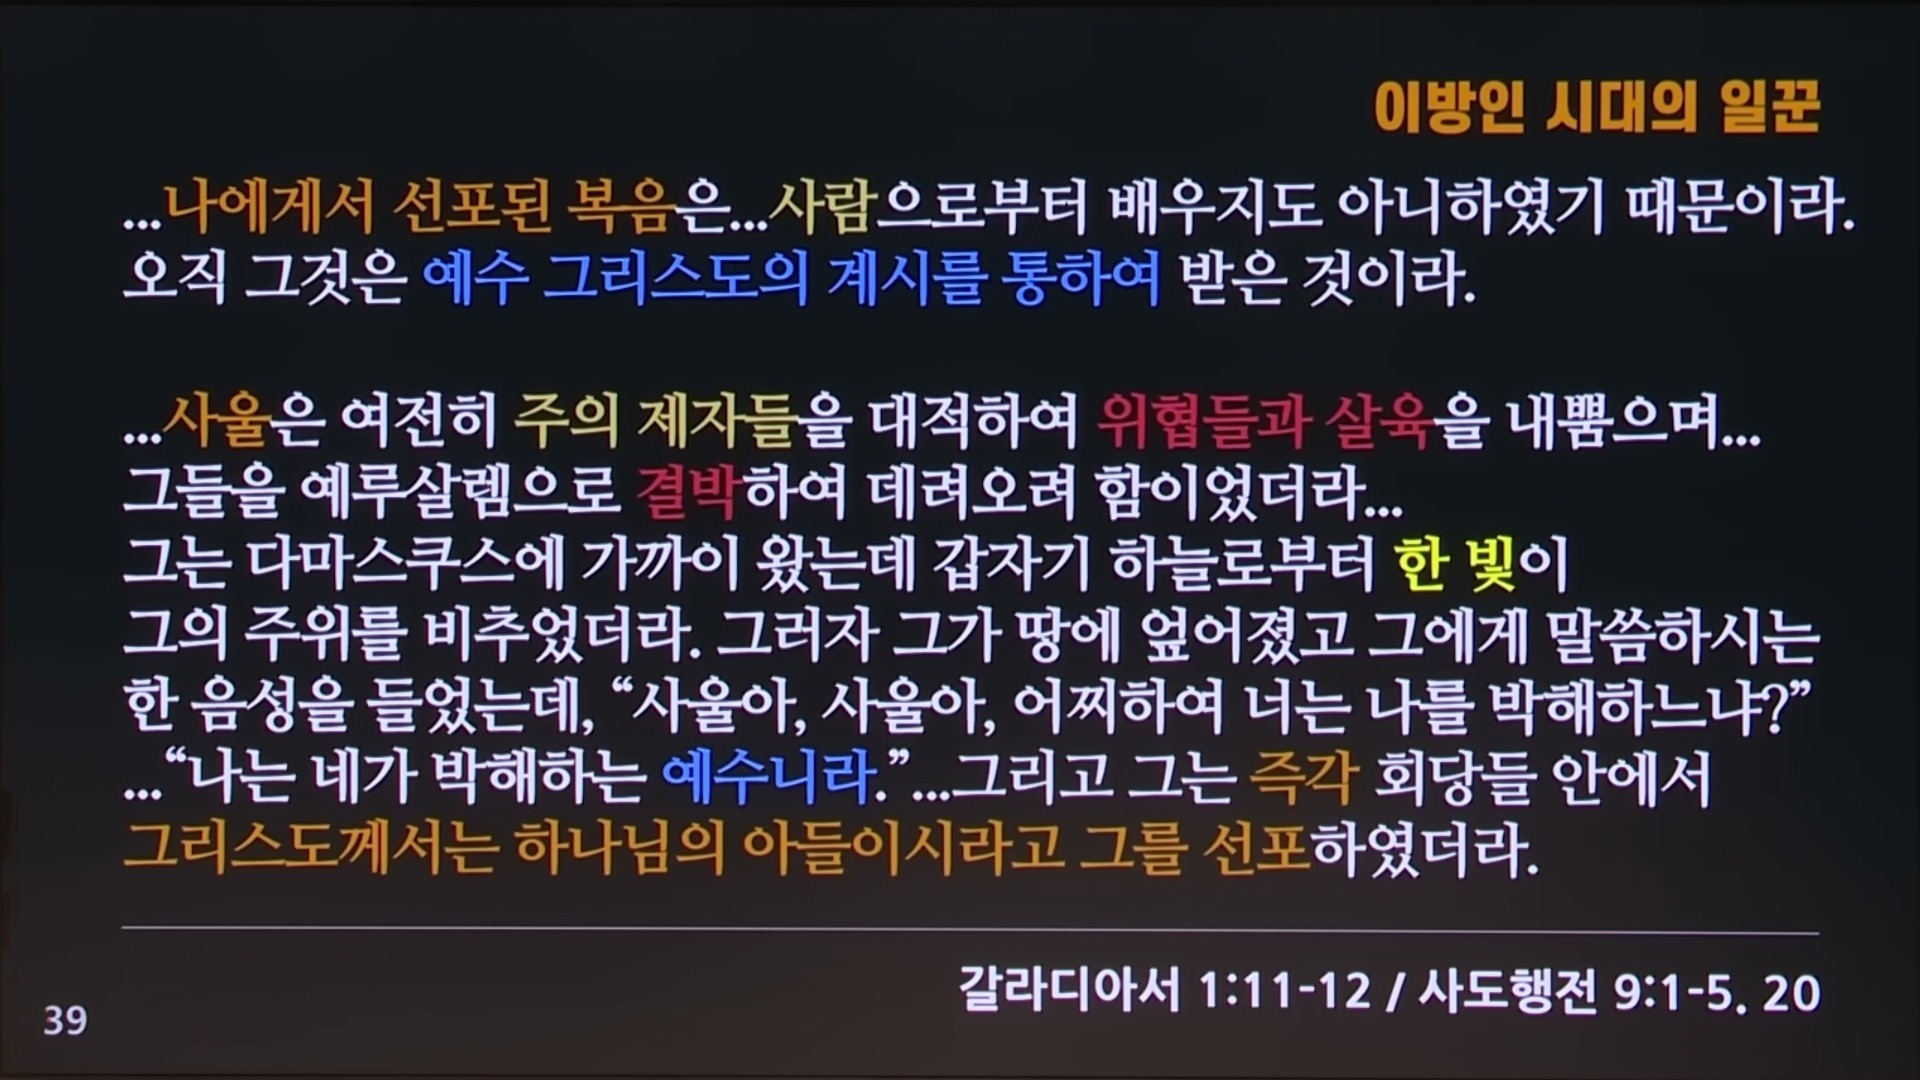 이방인 시대의 일꾼
...나에게서 선포된 복음은...사람으로부터 배우지도 아니하였기 때문이라.
오직 그것은 예수 그리스도의 계시를 통하여 받은 것이라.
...사울은 여전히 주의 제자들을 대적하여 위협들과 살육을 내뿜으며...
그들을 예루살렘으로 결박하여 데려오려 함이었더라...
그는 다마스쿠스에 가까이 왔는데 갑자기 하늘로부터 한 빛이
그의 주위를 비추었더라. 그러자 그가 땅에 엎어졌고 그에게 말씀하시는
한 음성을 들었는데, “사울아, 사울아, 어찌하여 너는 나를 박해하느냐?”
...“나는 네가 박해하는 예수니라.”...그리고 그는 즉각 회당들 안에서
그리스도께서는 하나님의 아들이시라고 그를 선포하였더라.
갈라디아서 1:11-12 / 사도행전 9:1-5. 20
39